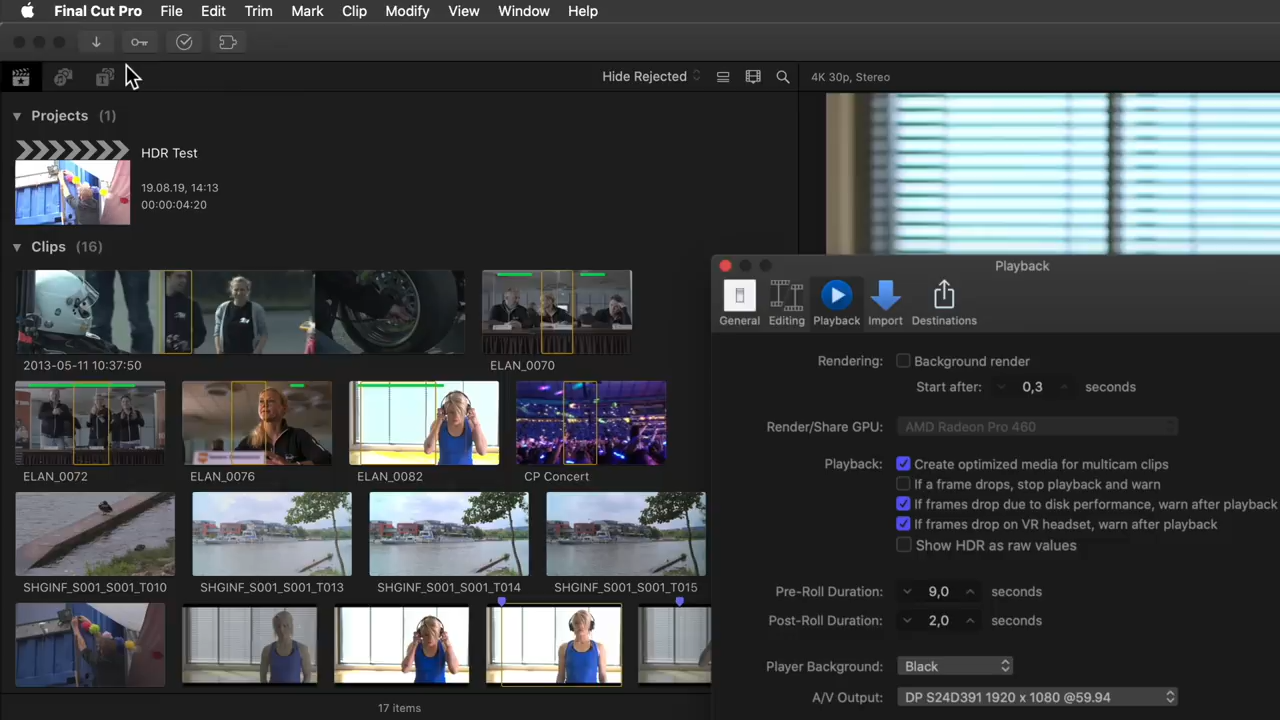 Final Cut Pro File Edit Trim Mark Clip Modify View Window Help
Hide Rejected
4K 30p, Stereo
Projects (1)
HDR Test
19.08.19, 14:13
00:00:04:20
Clips (16)
2013-05-11 10:37:50
ELAN_0070
ELAN_0072
ELAN_0076
ELAN_0082
CP Concert
SHGINF_S001_S001_T010
SHGINF_S001_S001_T013
SHGINF_S001_S001_T014
SHGINF_S001_S001_T015
17 items
Playback
General
Editing
Playback
Import
Destinations
Rendering: Background render
Start after: 0,3 seconds
Render/Share GPU: AMD Radeon Pro 460
Playback: Create optimized media for multicam clips
If a frame drops, stop playback and warn
If frames drop due to disk performance, warn after playback
If frames drop on VR headset, warn after playback
Show HDR as raw values
Pre-Roll Duration: 9,0 seconds
Post-Roll Duration: 2,0 seconds
Player Background: Black
A/V Output: DP S24D391 1920 x 1080 @59.94